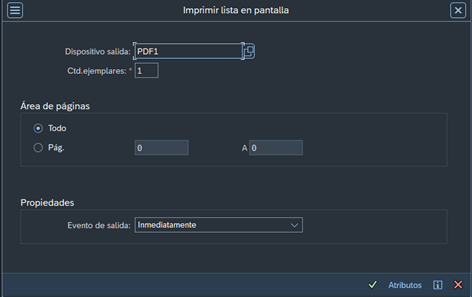 Imprimir lista en pantalla
Dispositivo salida: PDF1
Ctd.ejemplares: * 1
Área de páginas
Todo
Pág. 0 A 0
Propiedades
Evento de salida: Inmediatamente
Atributos